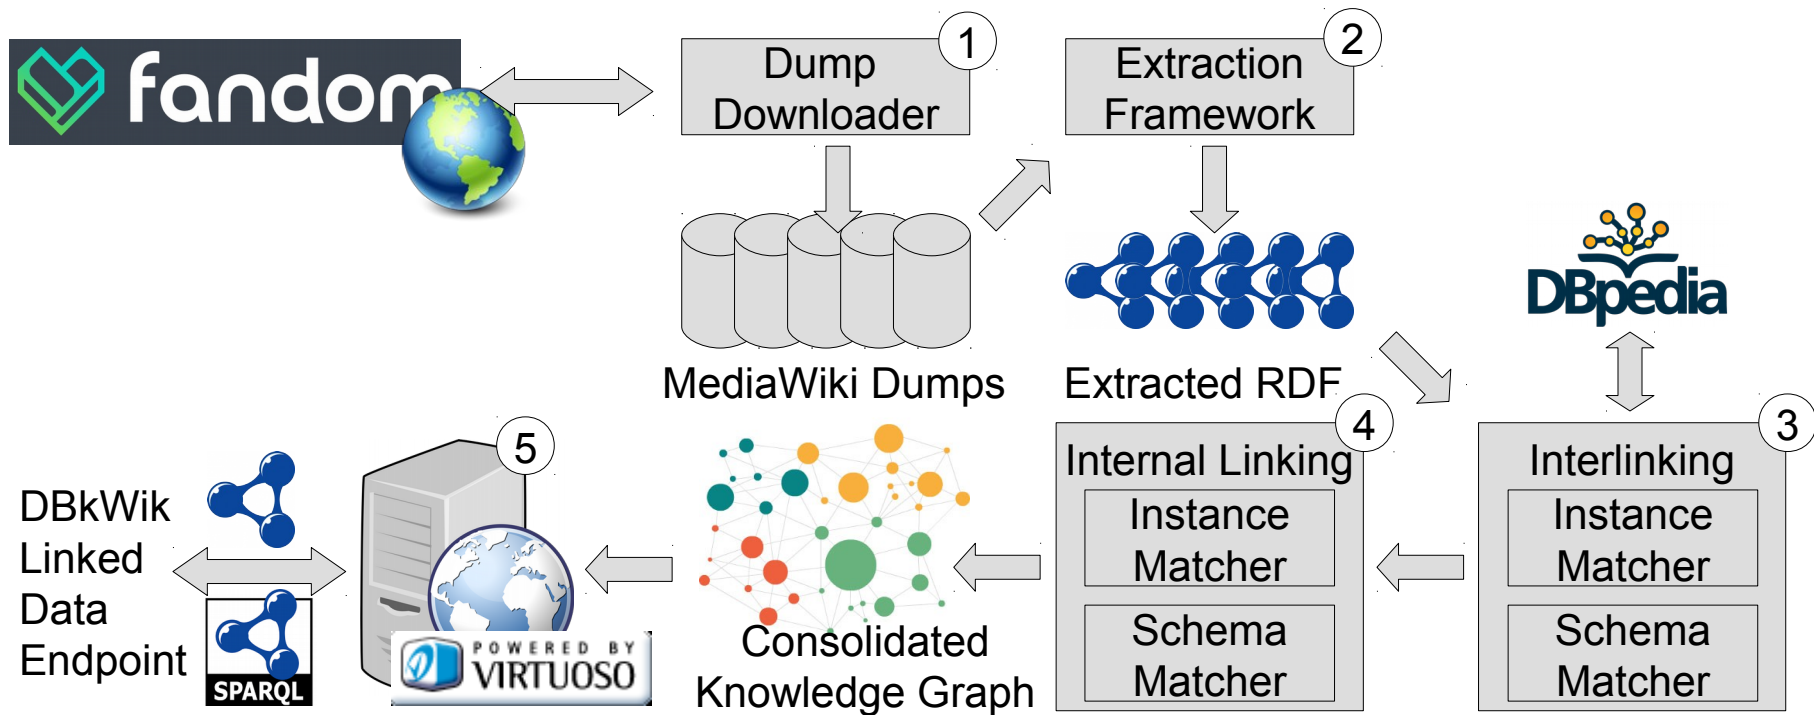 fandom
1
Dump
Downloader
2
Extraction
Framework
MediaWiki Dumps
Extracted RDF
DBpedia
3
Interlinking
Instance
Matcher
Schema
Matcher
4
Internal Linking
Instance
Matcher
Schema
Matcher
Consolidated
Knowledge Graph
5
POWERED BY
VIRTUOSO
DBkWik
Linked
Data
Endpoint
SPARQL